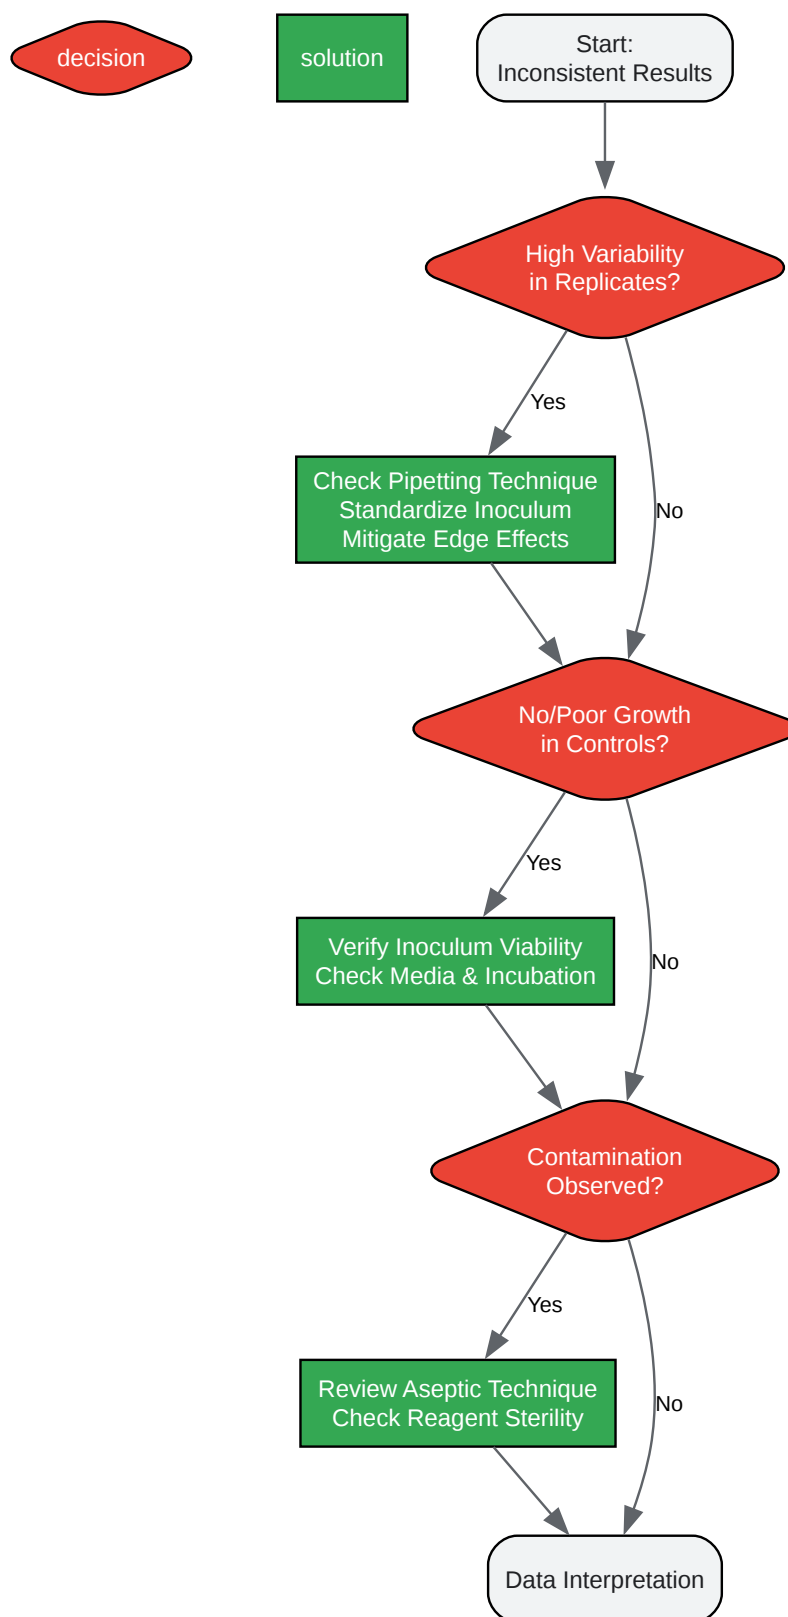 decision
solution
Start:
Inconsistent Results
High Variability
in Replicates?
Yes
Check Pipetting Technique
Standardize Inoculum
Mitigate Edge Effects
No
No/Poor Growth
in Controls?
Yes
Verify Inoculum Viability
Check Media & Incubation
No
Contamination
Observed?
Yes
Review Aseptic Technique
Check Reagent Sterility
No
Data Interpretation